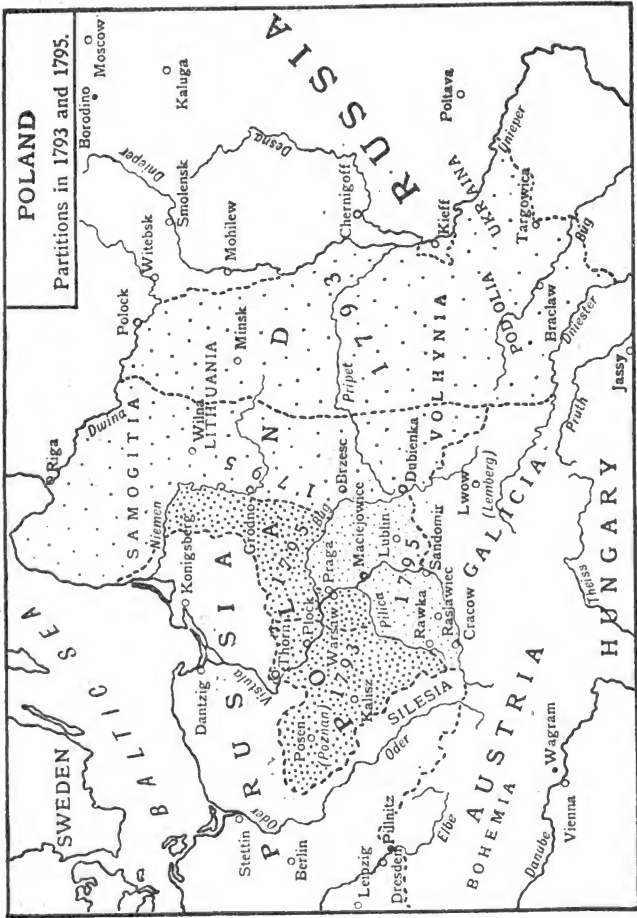 POLAND
Partitions in 1793 and 1795.
Borodino
Moscow
Kaluga
RUSSIA
Poltava
Dnieper
Smolensk
Desna
Witebsk
Mohilew
Chernigoff
Kieff
UKRAINA
Dnieper
Targowica
Polock
Minsk
1793
PODOLIA
Bug
Braclaw
Dniester
Riga
Dwina
SAMOGITIA
Wilna
LITHUANIA
Pripet
VOLHYNIA
Jassy
Pruth
Niemen
1795
Grodno
Brzesc
Dubienka
Lwow
(Lemberg)
GALICIA
Konigsberg
POLAND
1795
Bug
Praga
Maciejowice
Lublin
1795
Sandomir
Theiss
HUNGARY
BALTIC SEA
Dantzig
Vistula
Thorn
Plock
Warsaw
Pilica
Rawka
Raslawiec
Cracow
SWEDEN
PRUSSIA
Posen
(Poznan)
1793
Kalisz
SILESIA
Oder
Stettin
Oder
Berlin
Leipzig
Pillnitz
Dresden
Elbe
AUSTRIA
BOHEMIA
Wagram
Danube
Vienna